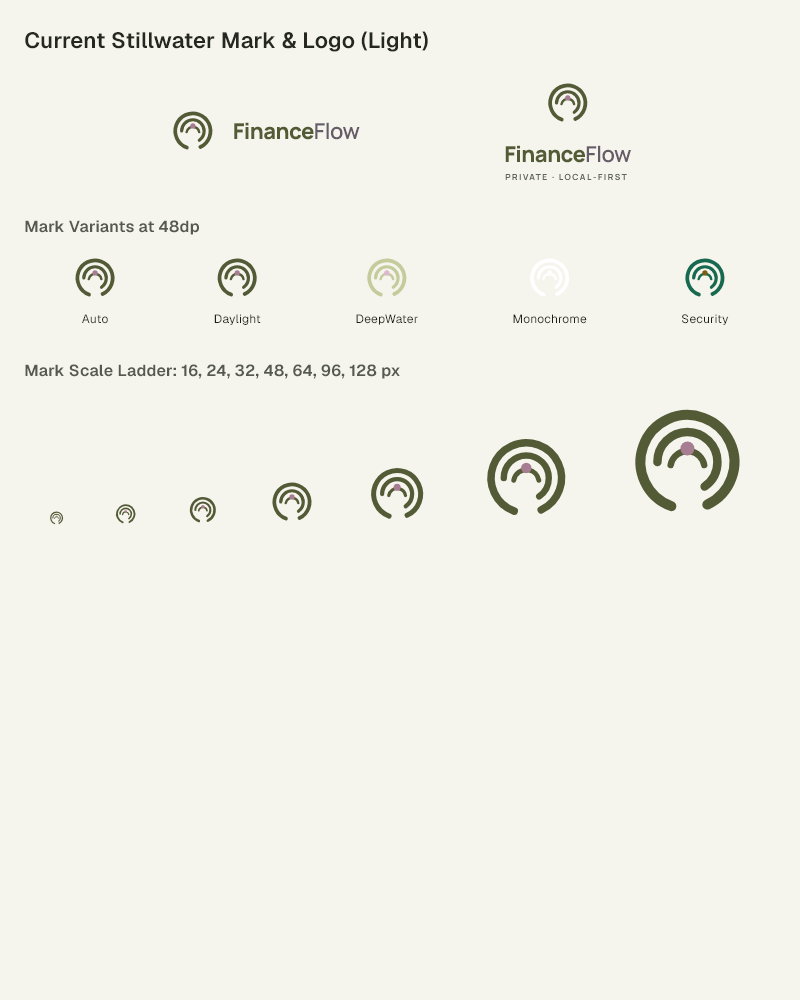 Current Stillwater Mark & Logo (Light)
FinanceFlow
FinanceFlow
PRIVATE · LOCAL-FIRST
Mark Variants at 48dp
Auto
Daylight
DeepWater
Monochrome
Security
Mark Scale Ladder: 16, 24, 32, 48, 64, 96, 128 px